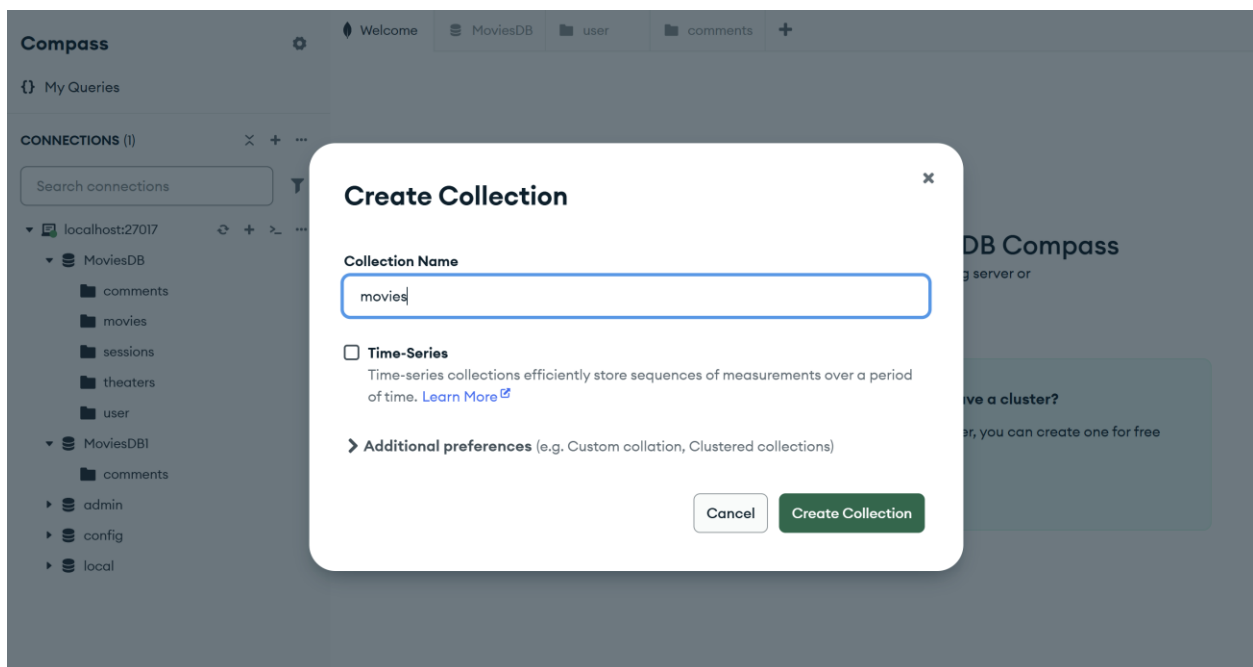 Compass
{} My Queries
CONNECTIONS (1)
Search connections
localhost:27017
MoviesDB
comments
movies
sessions
theaters
user
MoviesDB1
comments
admin
config
local
Welcome
MoviesDB
user
comments
DB Compass
g server or
ve a cluster?
er, you can create one for free
Create Collection
Collection Name
movies
Time-Series
Time-series collections efficiently store sequences of measurements over a period
of time. Learn More
Additional preferences (e.g. Custom collation, Clustered collections)
Cancel
Create Collection